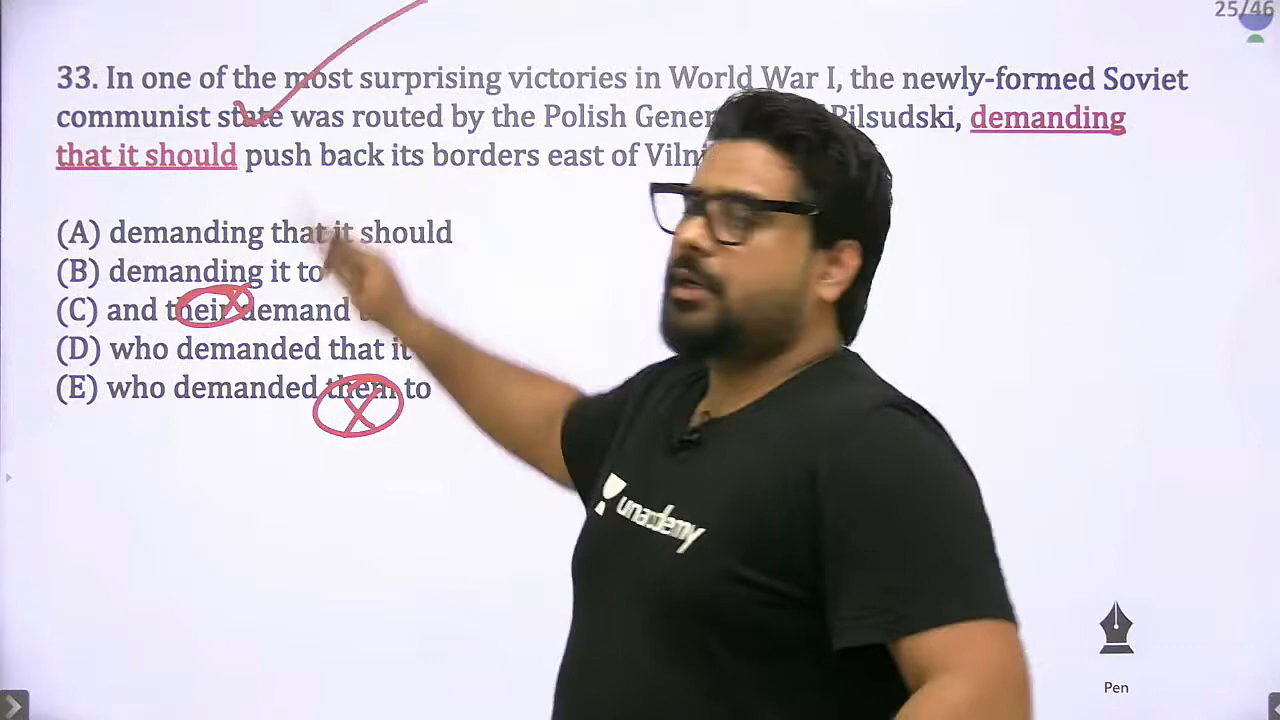 25/46
33. In one of the most surprising victories in World War I, the newly-formed Soviet
communist state was routed by the Polish Pilsudski, demanding
that it should push back its borders east of
(A) demanding that it should
(B) demanding it to
(C) and their demand
(D) who demanded that it
(E) who demanded them to
unacademy
Pen